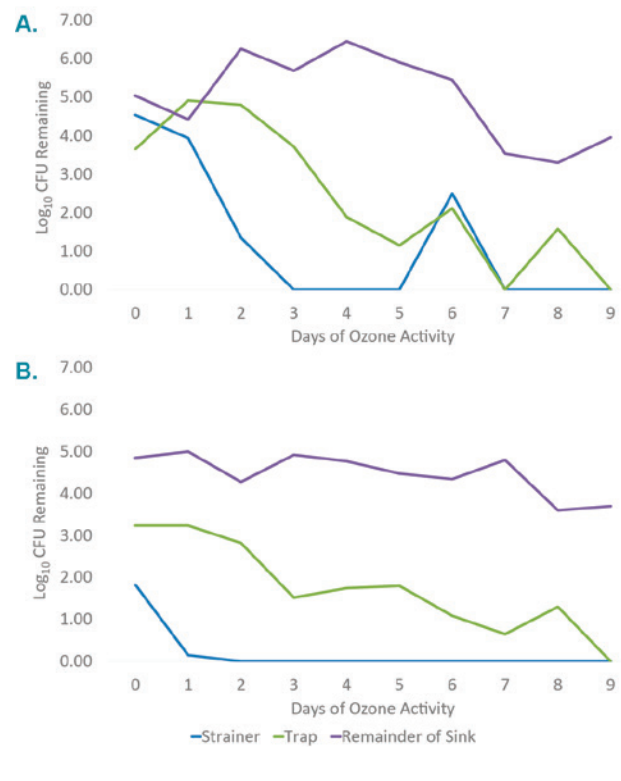 A.
7.00
6.00
5.00
4.00
3.00
2.00
1.00
0.00
Log₁₀ CFU Remaining
0 1 2 3 4 5 6 7 8 9
Days of Ozone Activity
B.
7.00
6.00
5.00
4.00
3.00
2.00
1.00
0.00
Log₁₀ CFU Remaining
0 1 2 3 4 5 6 7 8 9
Days of Ozone Activity
Strainer Trap Remainder of Sink